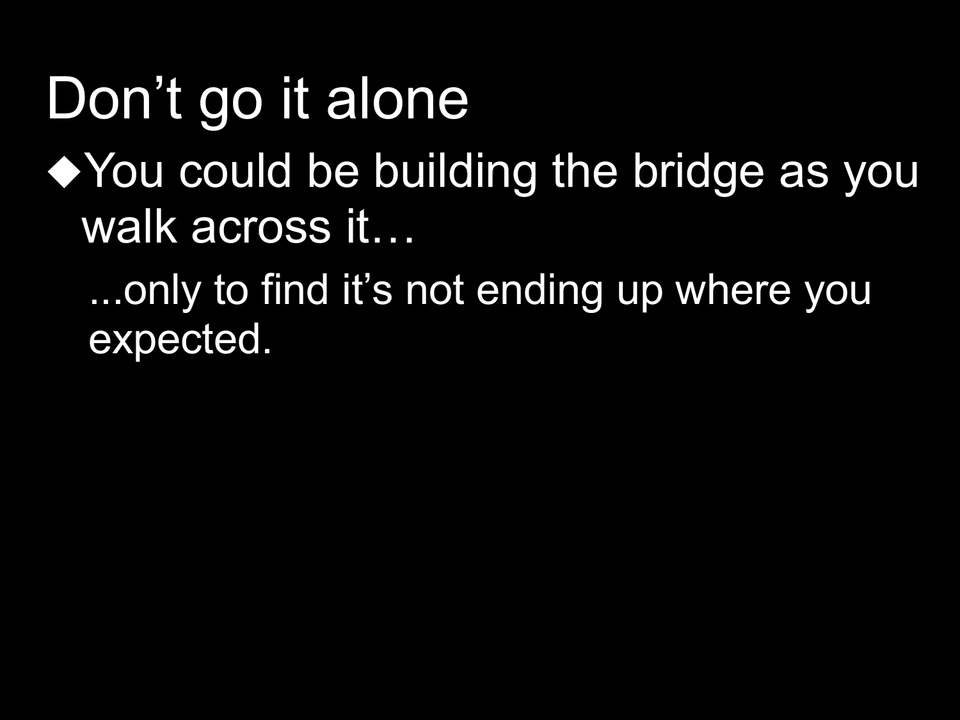 Don’t go it alone
◆You could be building the bridge as you
walk across it…
...only to find it’s not ending up where you
expected.